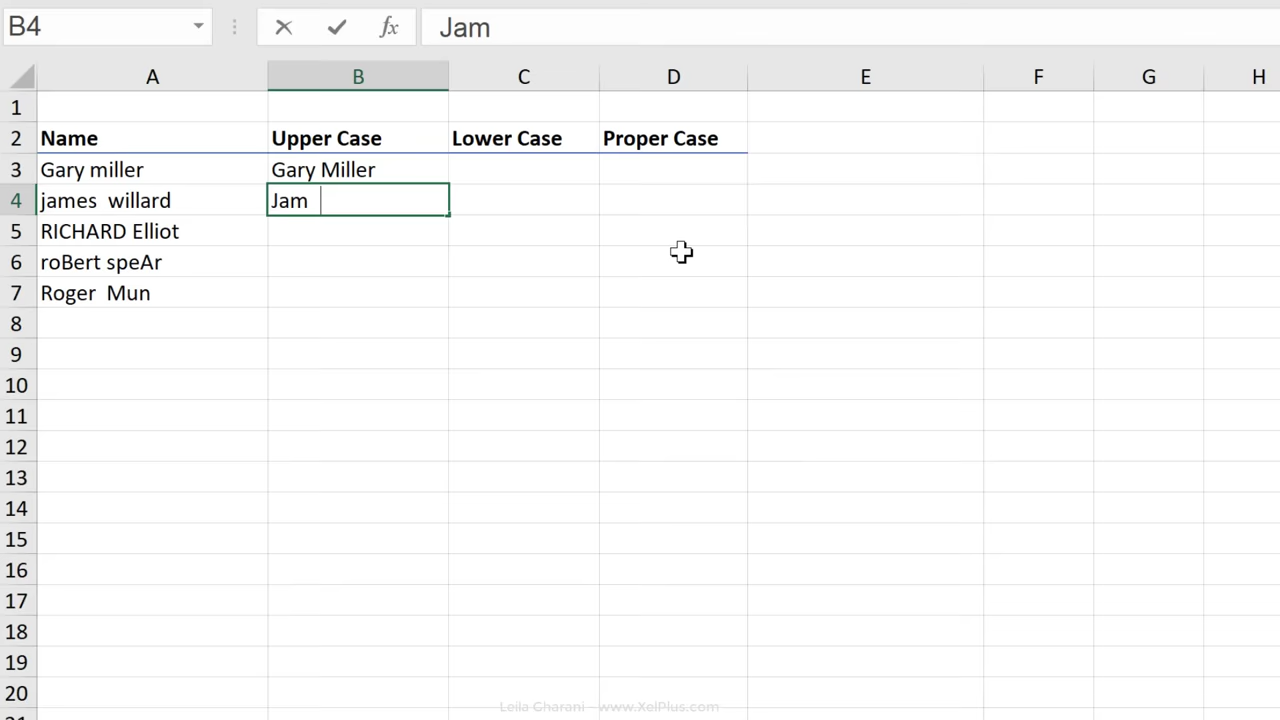 B4 fx Jam
A B C D E F G H
1
2 Name Upper Case Lower Case Proper Case
3 Gary miller Gary Miller
4 james  willard Jam
5 RICHARD Elliot
6 roBert speAr
7 Roger  Mun
8
9
10
11
12
13
14
15
16
17
18
19
20
Leila Gharani - www.XelPlus.com
21